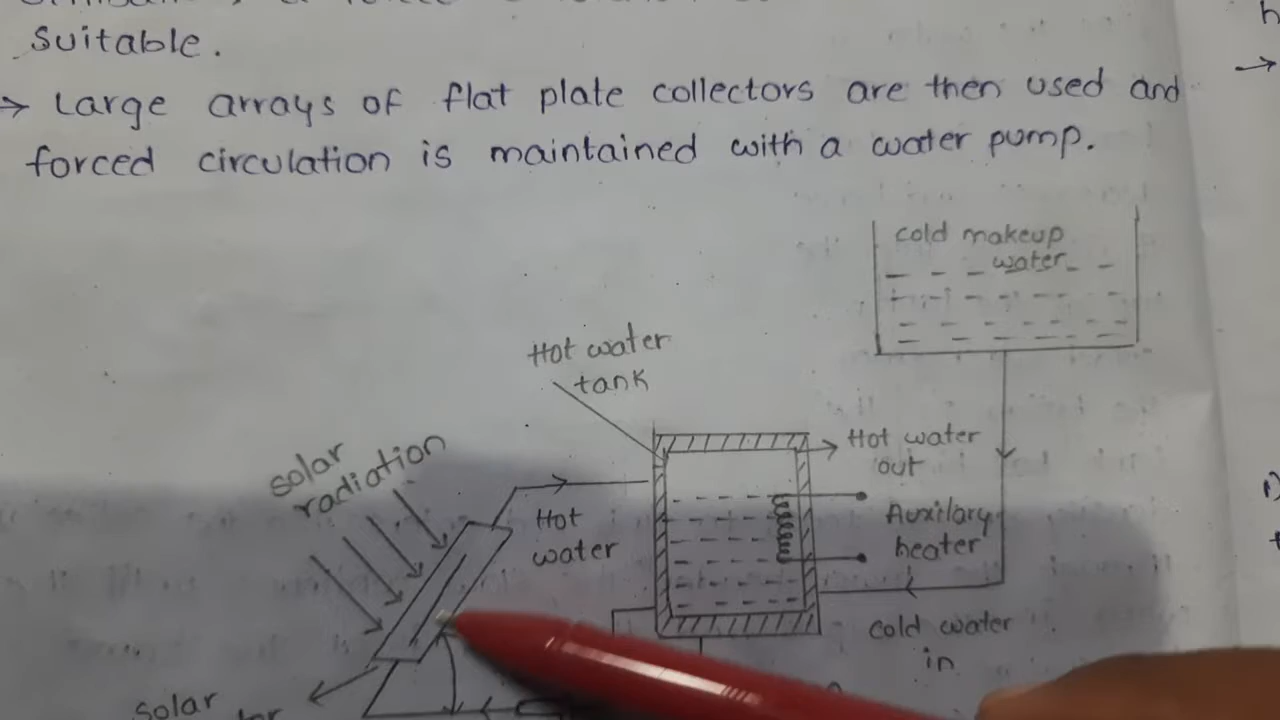 suitable.
→ Large arrays of flat plate collectors are then used and
forced circulation is maintained with a water pump.
cold makeup
water
Hot water
tank
Hot water
out
solar
radiation
Hot
water
Auxilary
heater
cold water
in
solar